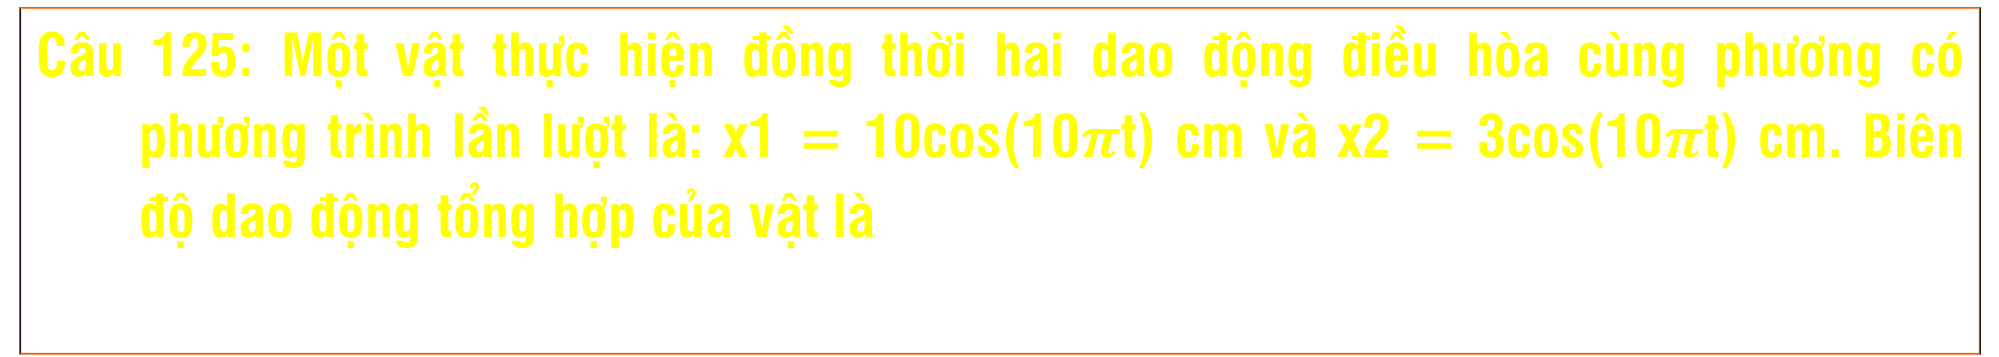 Câu 125: Một vật thực hiện đồng thời hai dao động điều hòa cùng phương có
phương trình lần lượt là: x1 = 10cos(10πt) cm và x2 = 3cos(10πt) cm. Biên
độ dao động tổng hợp của vật là